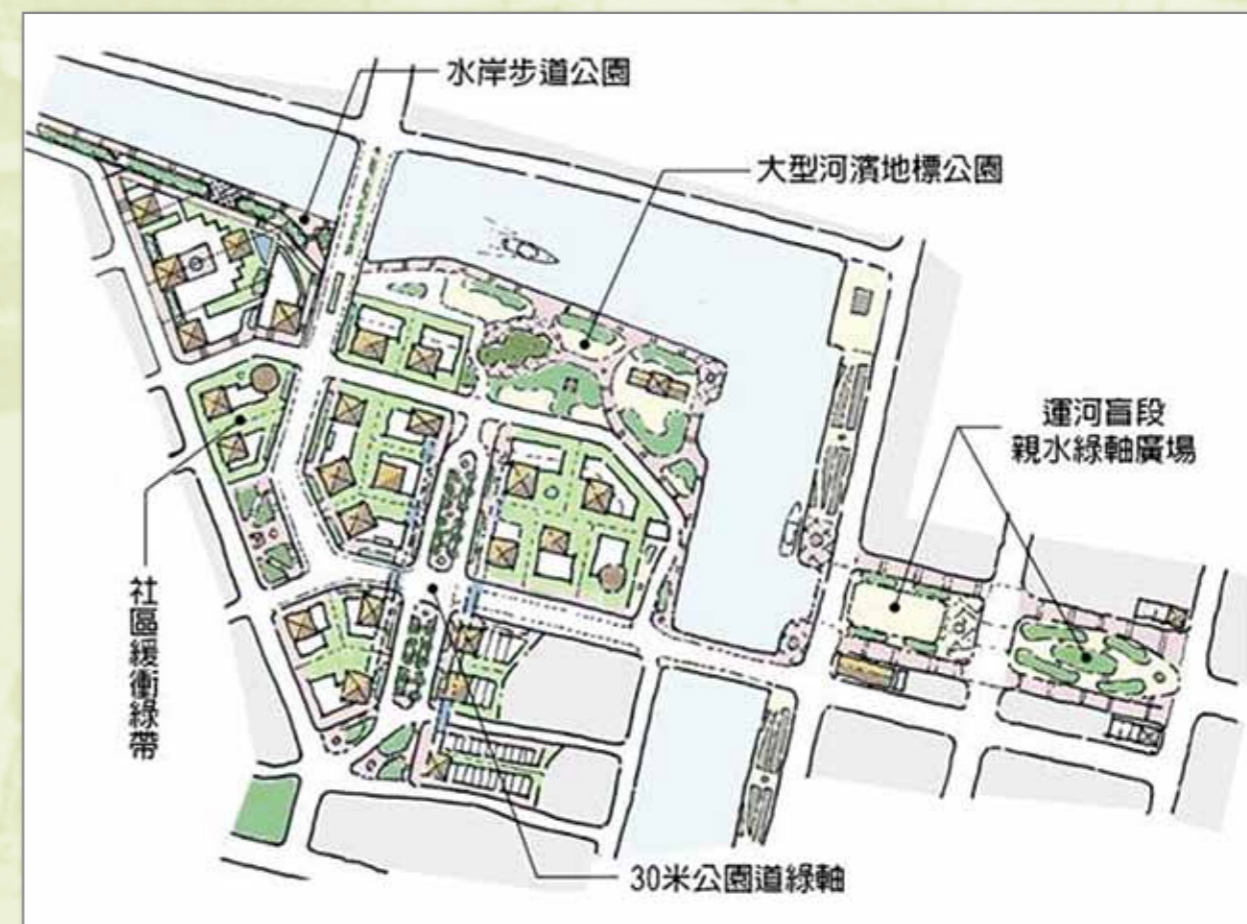 水岸步道公園
大型河濱地標公園
運河盲段
親水綠軸廣場
社區緩衝綠帶
30米公園道綠軸